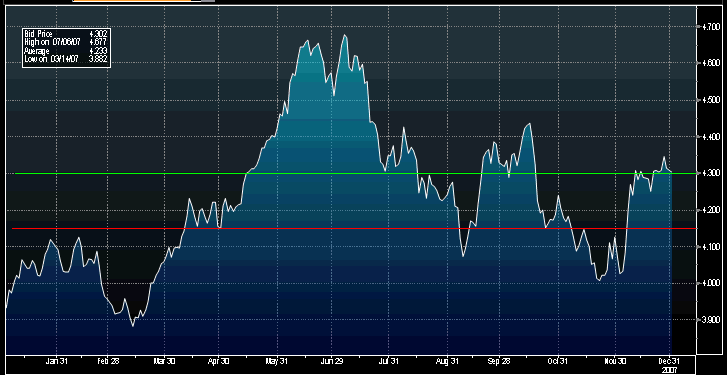 Bid Price 4.302
High on 07/06/07 4.677
Average 4.233
Low on 03/14/07 3.882
4.700
4.600
4.500
4.400
4.300
4.200
4.100
4.000
3.900
Jan 31 Feb 28 Mar 30 Apr 30 May 31 Jun 29 Jul 31 Aug 31 Sep 28 Oct 31 Nov 30 Dec 31
2007